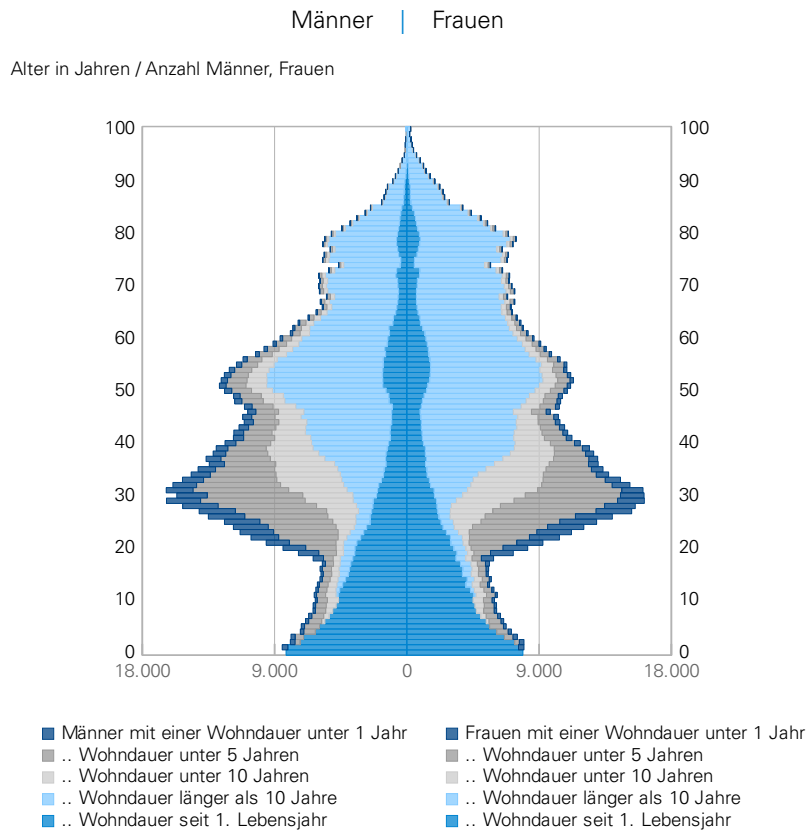 Männer | Frauen
Alter in Jahren / Anzahl Männer, Frauen
100 100
90 90
80 80
70 70
60 60
50 50
40 40
30 30
20 20
10 10
0 0
18.000 9.000 0 9.000 18.000
Männer mit einer Wohndauer unter 1 Jahr Frauen mit einer Wohndauer unter 1 Jahr
.. Wohndauer unter 5 Jahren .. Wohndauer unter 5 Jahren
.. Wohndauer unter 10 Jahren .. Wohndauer unter 10 Jahren
.. Wohndauer länger als 10 Jahre .. Wohndauer länger als 10 Jahre
.. Wohndauer seit 1. Lebensjahr .. Wohndauer seit 1. Lebensjahr